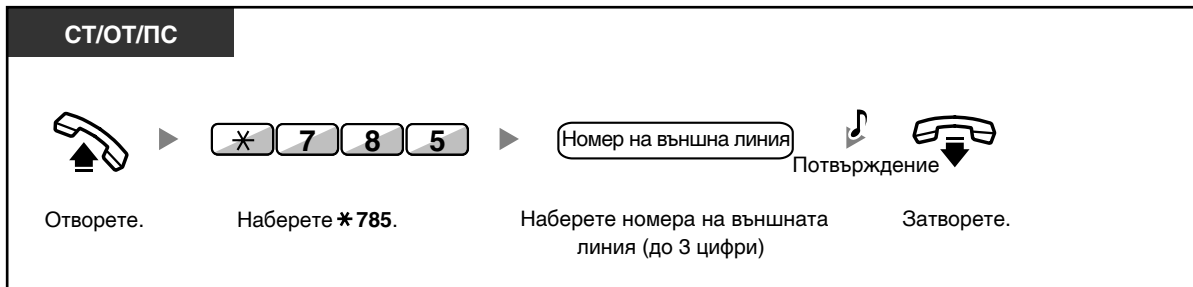 СТ/ОТ/ПС
✳ 7 8 5
Номер на външна линия
Потвърждение
Отворете.
Наберете ✳785.
Наберете номера на външната
линия (до 3 цифри)
Затворете.